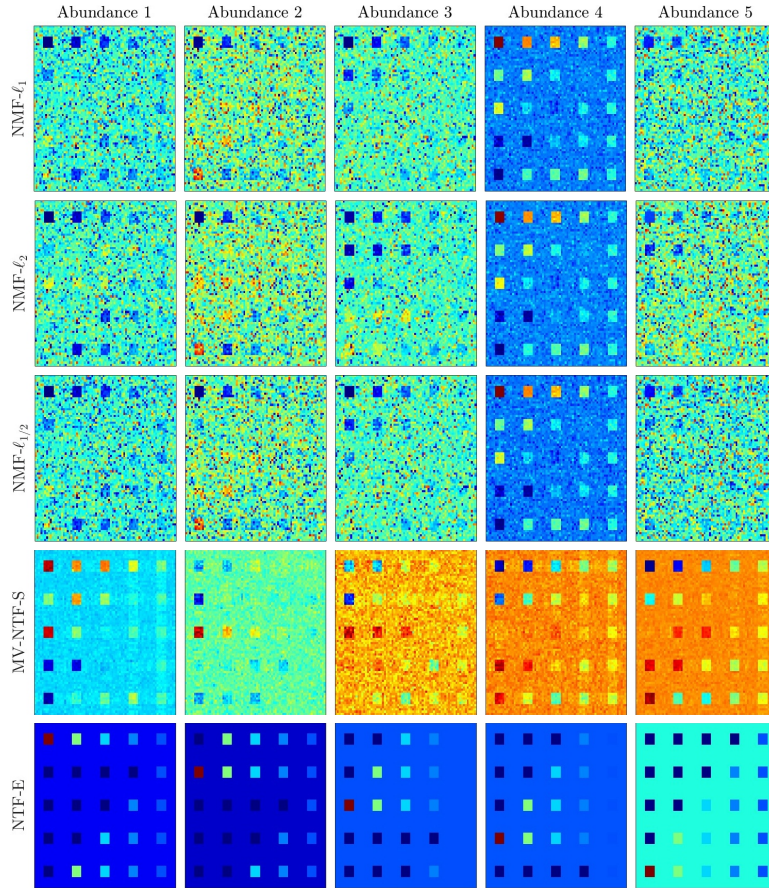 Abundance 1 Abundance 2 Abundance 3 Abundance 4 Abundance 5
NMF-ℓ₁
NMF-ℓ₂
NMF-ℓ₁/₂
MV-NTF-S
NTF-E